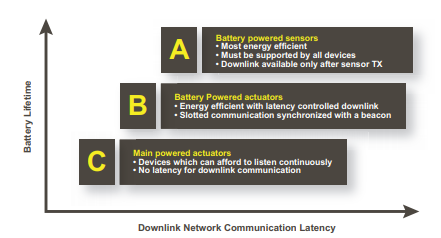 A
Battery powered sensors
• Most energy efficient
• Must be supported by all devices
• Downlink available only after sensor TX
B
Battery Powered actuators
• Energy efficient with latency controlled downlink
• Slotted communication synchronized with a beacon
C
Main powered actuators
• Devices which can afford to listen continuously
• No latency for downlink communication
Battery Lifetime
Downlink Network Communication Latency